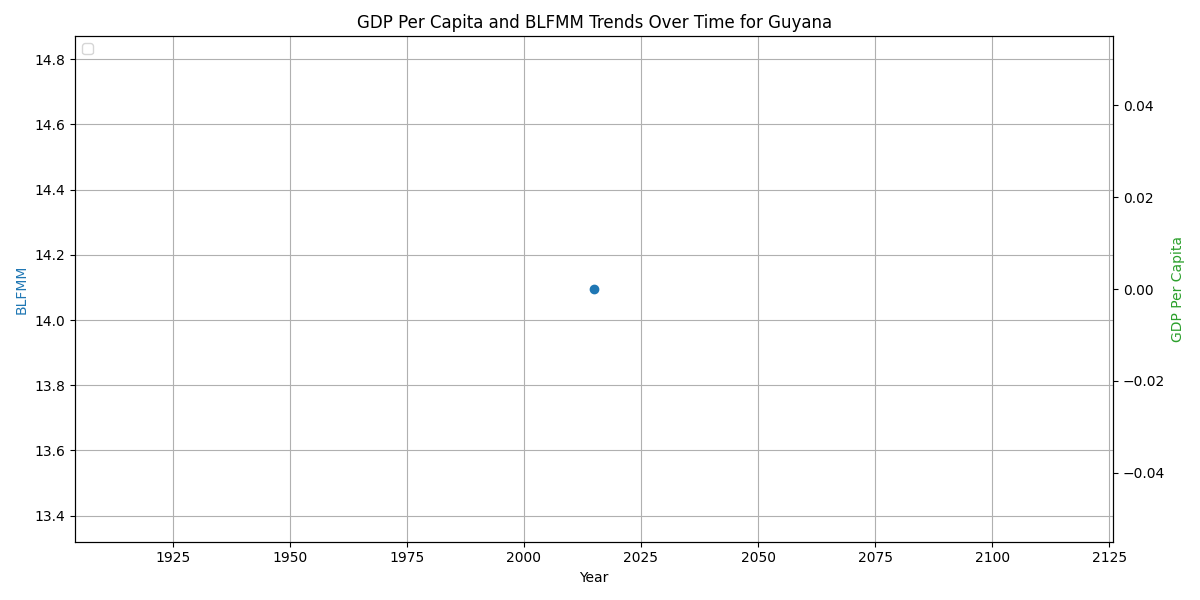 GDP Per Capita and BLFMM Trends Over Time for Guyana
14.8
14.6
14.4
14.2
14.0
13.8
13.6
13.4
BLFMM
0.04
0.02
0.00
−0.02
−0.04
GDP Per Capita
1925 1950 1975 2000 2025 2050 2075 2100 2125
Year